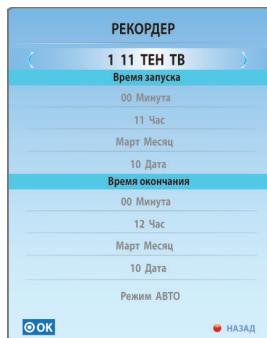 РЕКОРДЕР
1 11 ТЕН ТВ
Время запуска
00 Минута
11 Час
Март Месяц
10 Дата
Время окончания
00 Минута
12 Час
Март Месяц
10 Дата
Режим АВТО
OK НАЗАД